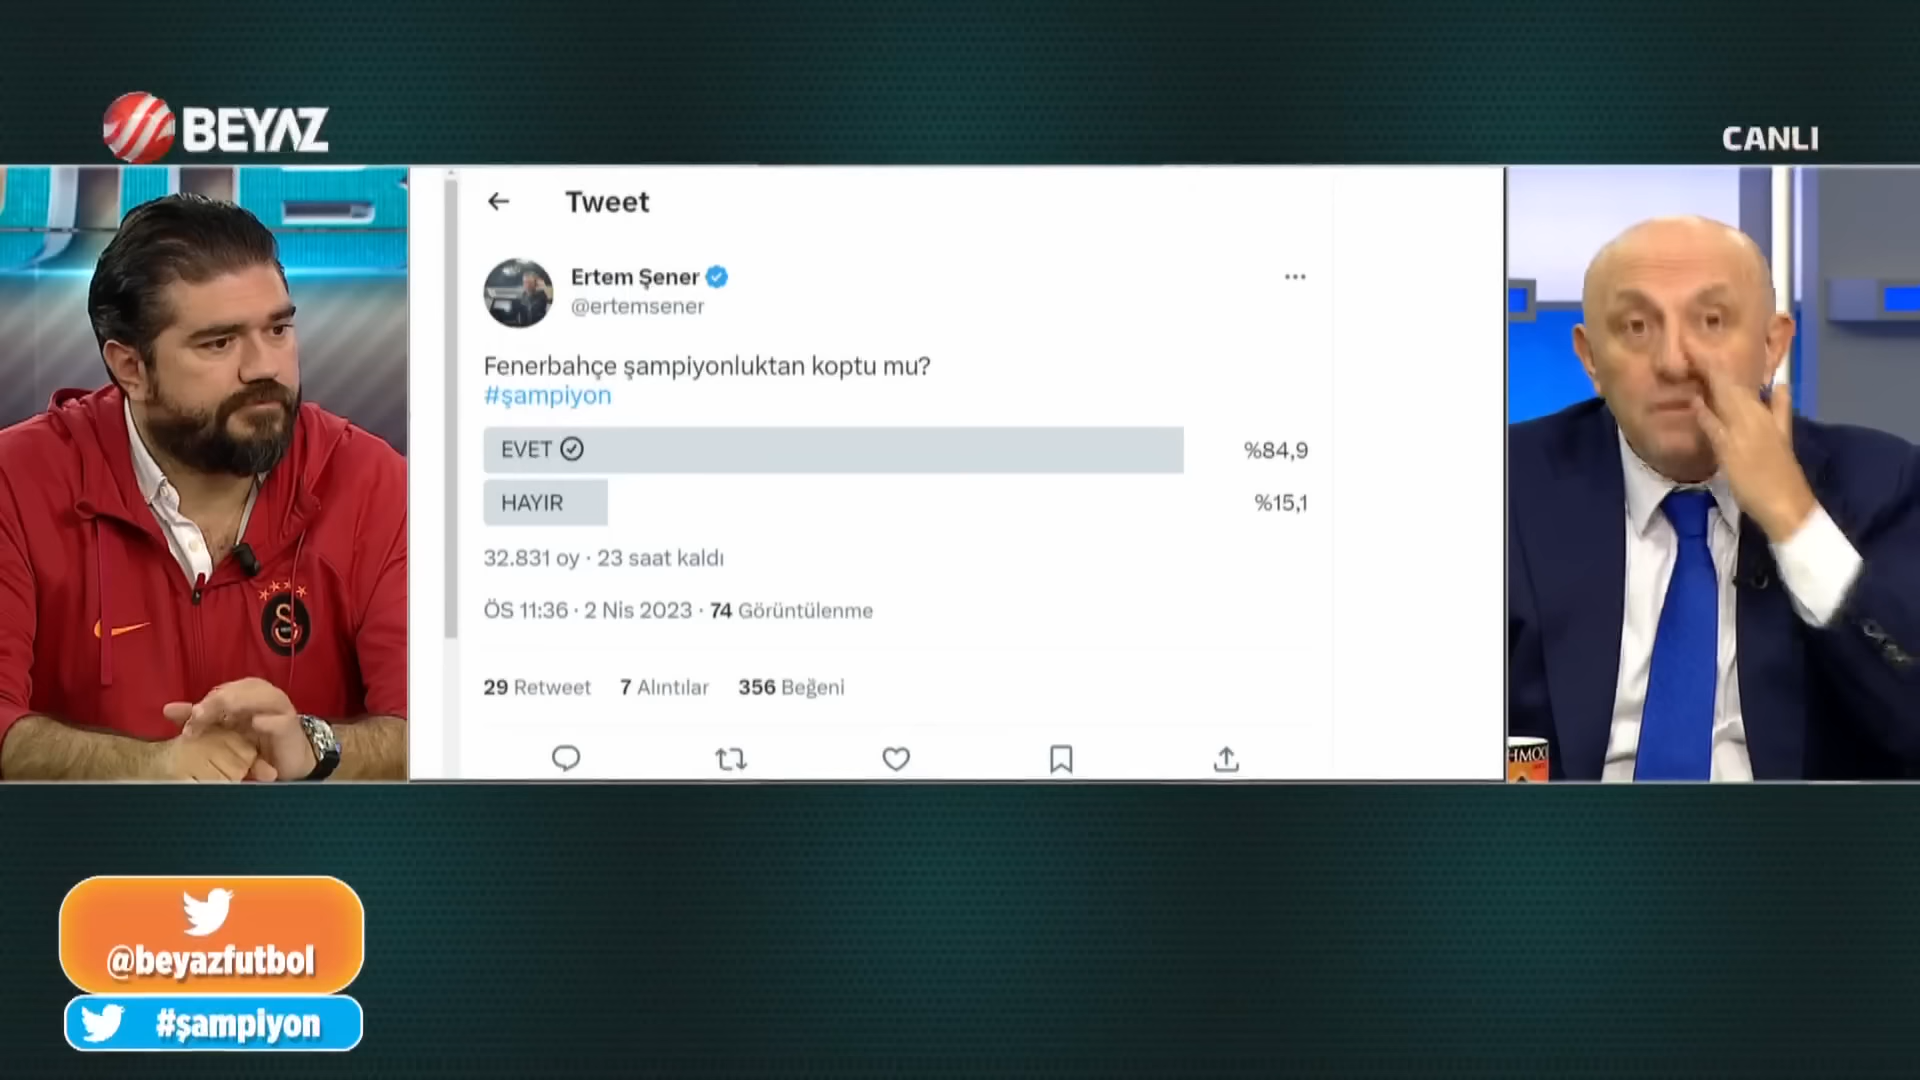 BEYAZ
CANLI
Tweet
Ertem Şener
@ertemsener
Fenerbahçe şampiyonluktan koptu mu?
#şampiyon
EVET %84,9
HAYIR %15,1
32.831 oy · 23 saat kaldı
ÖS 11:36 · 2 Nis 2023 · 74 Görüntülenme
29 Retweet 7 Alıntılar 356 Beğeni
@beyazfutbol
#şampiyon